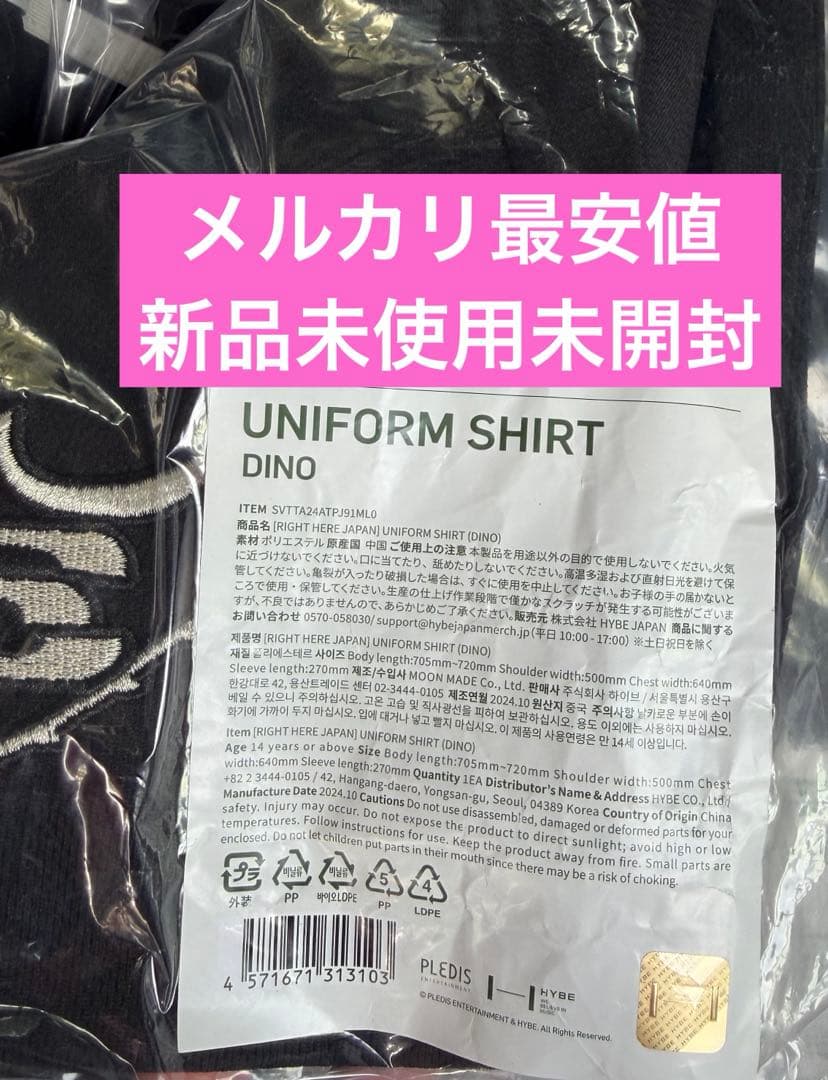 メルカリ最安値
新品未使用未開封
UNIFORM SHIRT
DINO
ITEM SVTTA24ATPJ91ML0
商品名 [RIGHT HERE JAPAN] UNIFORM SHIRT (DINO)
素材 ポリエステル 原産国 中国 ご使用上の注意 本製品を用途以外の目的で使用しないでください。火気
に近づけないでください。口に当てたり、舐めたりしないでください。高温多湿および直射日光を避けて保
管してください。亀裂が入ったり破損した場合は、すぐに使用を中止してください。お子様の手の届かないと
ころで使用・保管してください。生産の仕上げ作業段階で僅かなスクラッチが発生する可能性がございま
すが、不良ではありませんので、あらかじめご了承ください。販売元 株式会社 HYBE JAPAN 商品に関する
お問い合わせ 0570-058030/ support@hybejapanmerch.jp (平日 10:00 - 17:00) ※土日祝日を除く
제품명 [RIGHT HERE JAPAN] UNIFORM SHIRT (DINO)
재질 폴리에스테르 사이즈 Body length:705mm~720mm Shoulder width:500mm Chest width:640mm
Sleeve length:270mm 제조/수입사 MOON MADE Co., Ltd. 판매사 주식회사 하이브 / 서울특별시 용산구
한강대로 42, 용산트레이드 센터 02-3444-0105 제조연월 2024.10 원산지 중국 주의사항 날카로운 부분에 손이
베일 수 있으니 주의하십시오. 고온 고습 및 직사광선을 피하여 보관하십시오. 용도 이외에는 사용하지 마십시오.
화기에 가까이 두지 마십시오. 입에 대거나 넣고 빨지 마십시오. 이 제품의 사용연령은 만 14세 이상입니다.
Item [RIGHT HERE JAPAN] UNIFORM SHIRT (DINO)
Age 14 years or above Size Body length:705mm~720mm Shoulder width:500mm Chest
width:640mm Sleeve length:270mm Quantity 1EA Distributor's Name & Address HYBE CO., Ltd /
+82 2 3444-0105 / 42, Hangang-daero, Yongsan-gu, Seoul, 04389 Korea Country of Origin China
Manufacture Date 2024.10 Cautions Do not use disassembled, damaged or deformed parts for your
safety. Injury may occur. Do not expose the product to direct sunlight; avoid high or low
temperatures. Follow instructions for use. Keep the product away from fire. Small parts are
enclosed. Do not let children put parts in their mouth since there may be a risk of choking.
プラ 비닐류 비닐류 5 4
外装 PP 바이오LDPE PP LDPE
4 571671 313103
PLEDIS
ENTERTAINMENT
HYBE
WE
BELIEVE IN
MUSIC
© PLEDIS ENTERTAINMENT & HYBE. All Rights Reserved.